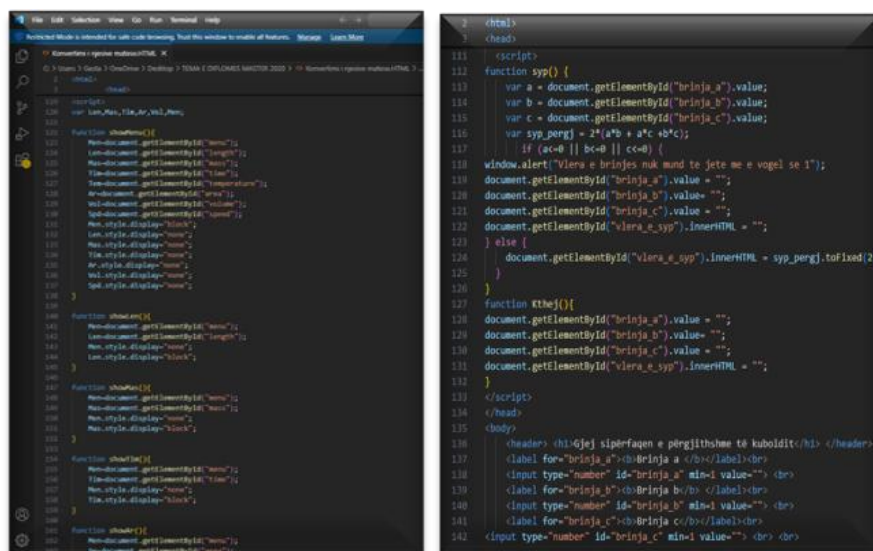 File Edit Selection View Go Run Terminal Help
Restricted Mode is intended for safe code browsing. Trust this window to enable all features. Manage Learn More
Konvertimi i njesive matese.HTML
C: > Users > > OneDrive > Desktop > TEMA E DIPLOMES MASTER 2023 > Konvertimi i njesive matese.HTML > ...
<html>
<head>
<script>
var Len,Mas,Tim,Ar,Vol,Men;
function showMenu(){
Men=document.getElementById("menu");
Len=document.getElementById("length");
Mas=document.getElementById("mass");
Tim=document.getElementById("time");
Tem=document.getElementById("temperature");
Ar=document.getElementById("area");
Vol=document.getElementById("volume");
Spd=document.getElementById("speed");
Men.style.display="block";
Len.style.display="none";
Mas.style.display="none";
Tim.style.display="none";
Ar.style.display="none";
Vol.style.display="none";
Spd.style.display="none";
}
function showLen(){
Men=document.getElementById("menu");
Len=document.getElementById("length");
Men.style.display="none";
Len.style.display="block";
}
function showMas(){
Men=document.getElementById("menu");
Mas=document.getElementById("mass");
Men.style.display="none";
Mas.style.display="block";
}
function showTim(){
Men=document.getElementById("menu");
Tim=document.getElementById("time");
Men.style.display="none";
Tim.style.display="block";
}
function showAr(){
Men=document.getElementById("menu");
2 <html>
3 <head>
111 <script>
112 function syp() {
113 var a = document.getElementById("brinja_a").value;
114 var b = document.getElementById("brinja_b").value;
115 var c = document.getElementById("brinja_c").value;
116 var syp_pergj = 2*(a*b + a*c +b*c);
117 if (a<=0 || b<=0 || c<=0) {
118 window.alert("Vlera e brinjes nuk mund te jete me e vogel se 1");
119 document.getElementById("brinja_a").value = "";
120 document.getElementById("brinja_b").value= "";
121 document.getElementById("brinja_c").value = "";
122 document.getElementById("vlera_e_syp").innerHTML = "";
123 } else {
124 document.getElementById("vlera_e_syp").innerHTML = syp_pergj.toFixed(2
125 }
126 }
127 function Kthej(){
128 document.getElementById("brinja_a").value = "";
129 document.getElementById("brinja_b").value= "";
130 document.getElementById("brinja_c").value = "";
131 document.getElementById("vlera_e_syp").innerHTML = "";
132 }
133 </script>
134 </head>
135 <body>
136 <header> <h1>Gjej sipërfaqen e përgjithshme të kuboidit</h1> </header>
137 <label for="brinja_a"><b>Brinja a </b></label><br>
138 <input type="number" id="brinja_a" min=1 value=""> <br>
139 <label for="brinja_b"><b>Brinja b</b> </label><br>
140 <input type="number" id="brinja_b" min=1 value=""> <br>
141 <label for="brinja_c"><b>Brinja c</b></label><br>
142 <input type="number" id="brinja_c" min=1 value=""> <br> <br>